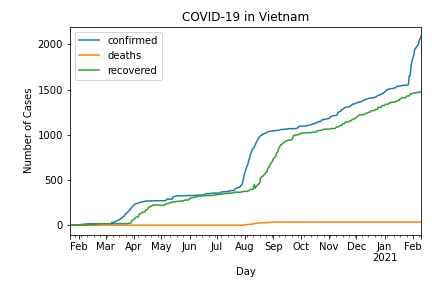 COVID-19 in Vietnam
confirmed
deaths
recovered
Number of Cases
2000
1500
1000
500
0
Feb Mar Apr May Jun Jul Aug Sep Oct Nov Dec Jan Feb
2021
Day